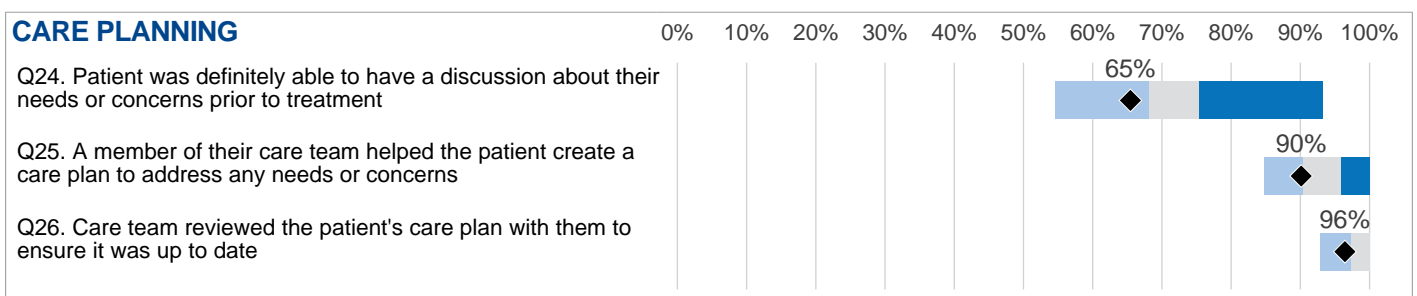 CARE PLANNING
0% 10% 20% 30% 40% 50% 60% 70% 80% 90% 100%
Q24. Patient was definitely able to have a discussion about their
needs or concerns prior to treatment
65%
Q25. A member of their care team helped the patient create a
care plan to address any needs or concerns
90%
Q26. Care team reviewed the patient's care plan with them to
ensure it was up to date
96%